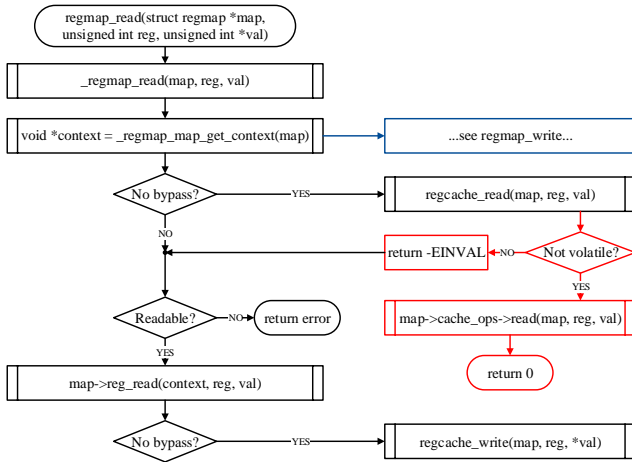 regmap_read(struct regmap *map,
unsigned int reg, unsigned int *val)
_regmap_read(map, reg, val)
void *context = _regmap_map_get_context(map)
...see regmap_write...
No bypass?
YES
regcache_read(map, reg, val)
NO
return -EINVAL
NO
Not volatile?
YES
Readable?
NO
return error
map->cache_ops->read(map, reg, val)
YES
return 0
map->reg_read(context, reg, val)
No bypass?
YES
regcache_write(map, reg, *val)